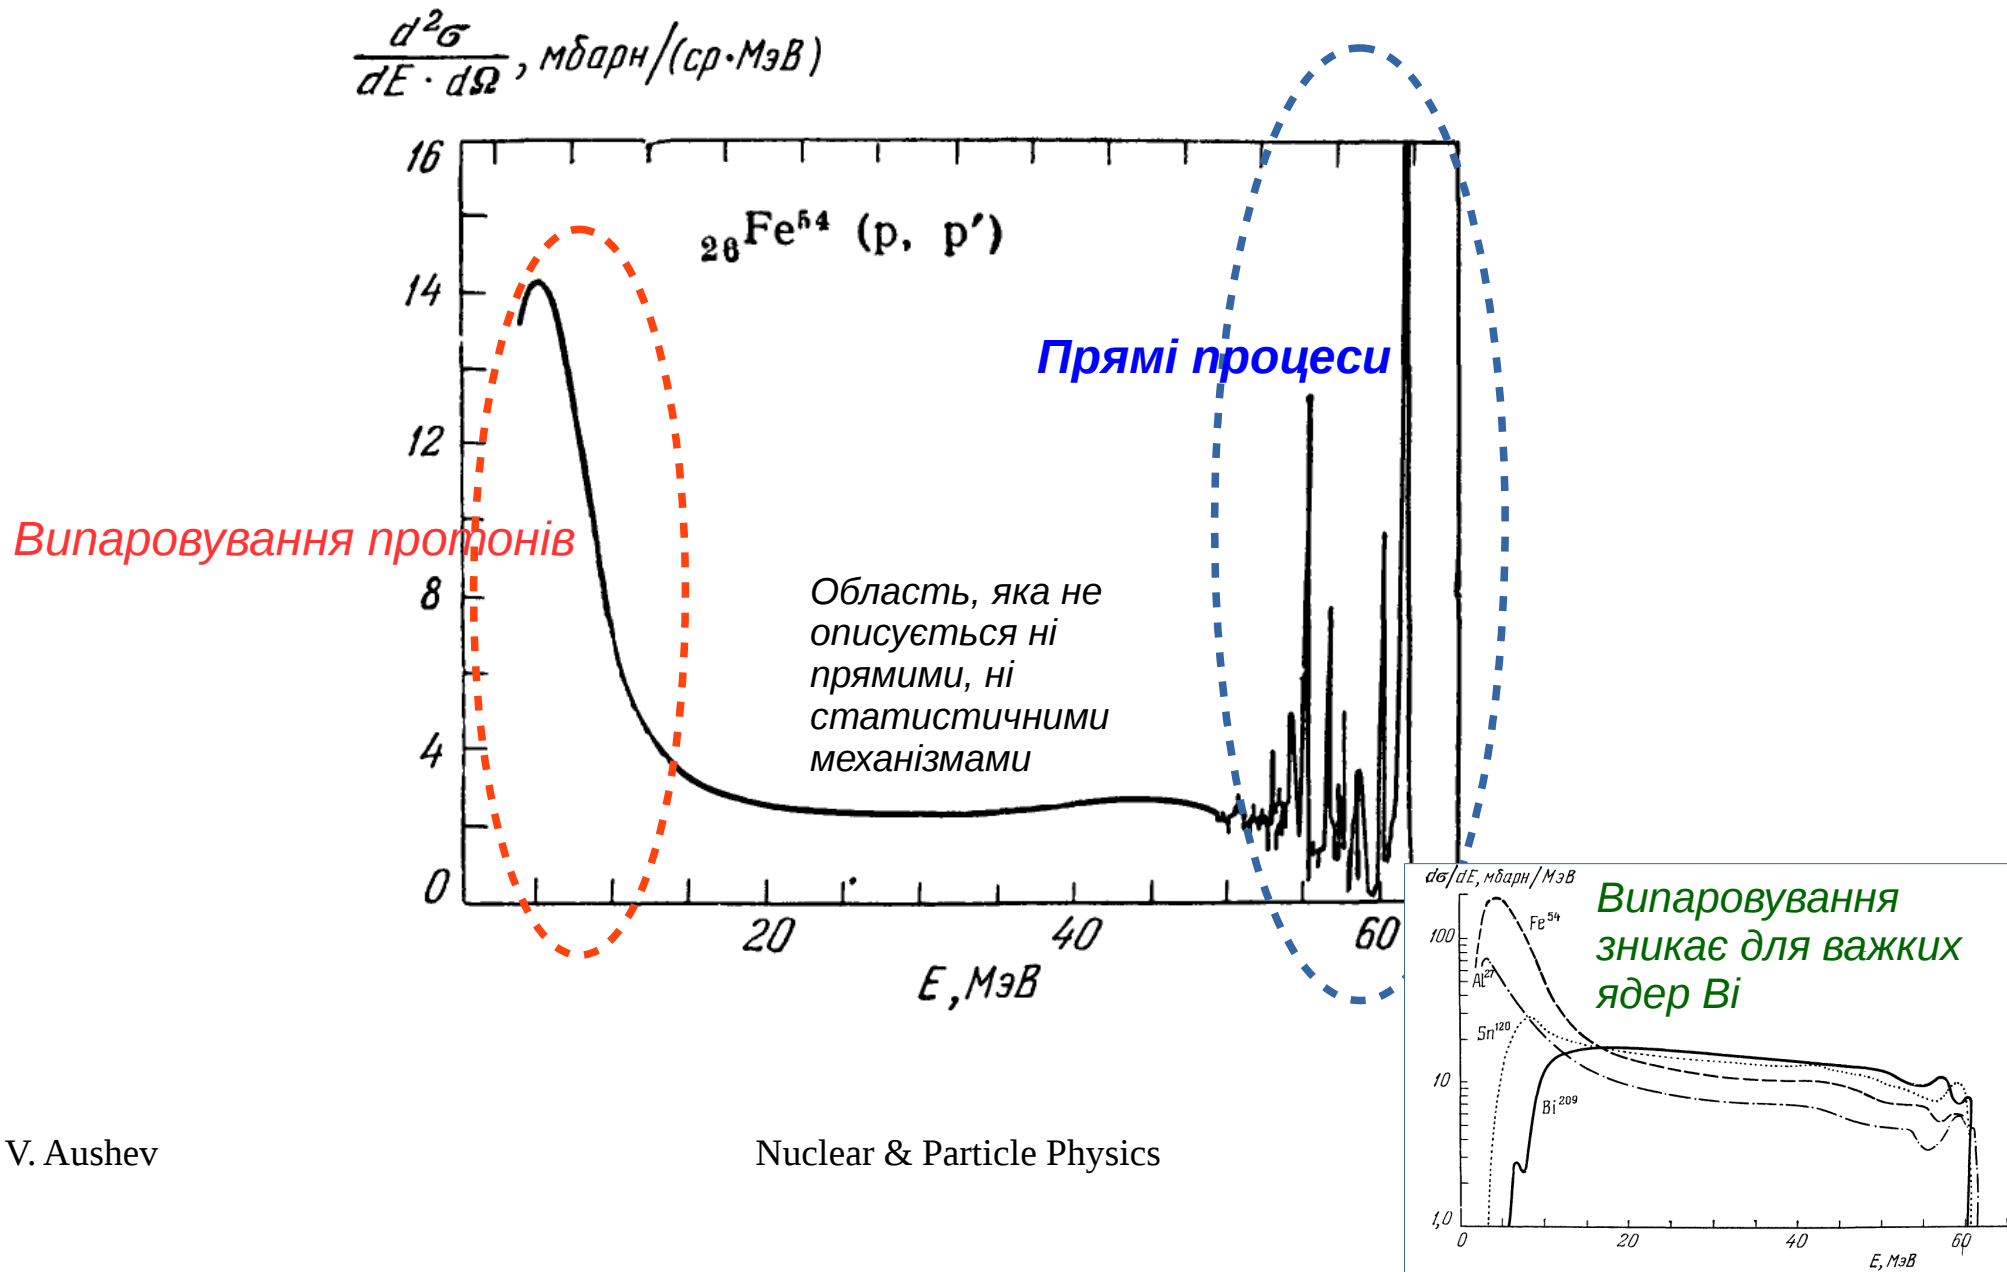 d²σ
dE · dΩ , мбарн/(ср·МэВ)
16
₂₆Fe⁵⁴ (p, p′)
14
Прямі процеси
12
Випаровування протонів
8
Область, яка не
описується ні
прямими, ні
статистичними
механізмами
4
0
20
40
60
E, МэВ
dσ/dE, мбарн/МэВ
Випаровування
зникає для важких
ядер Bi
Fe⁵⁴
100
Al²⁷
Sn¹²⁰
10
Bi²⁰⁹
1,0
0
20
40
60
E, МэВ
V. Aushev
Nuclear & Particle Physics